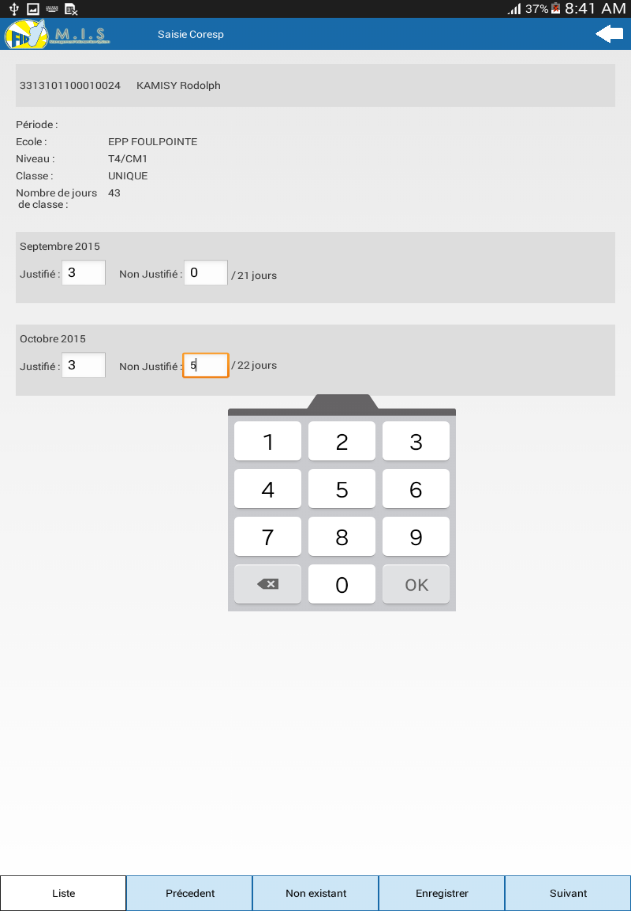 37% 8:41 AM
FID M.I.S Saisie Coresp
3313101100010024 KAMISY Rodolph
Période :
Ecole : EPP FOULPOINTE
Niveau : T4/CM1
Classe : UNIQUE
Nombre de jours 43
de classe :
Septembre 2015
Justifié : 3 Non Justifié : 0 / 21 jours
Octobre 2015
Justifié : 3 Non Justifié : 5 / 22 jours
1 2 3
4 5 6
7 8 9
0 OK
Liste Précedent Non existant Enregistrer Suivant